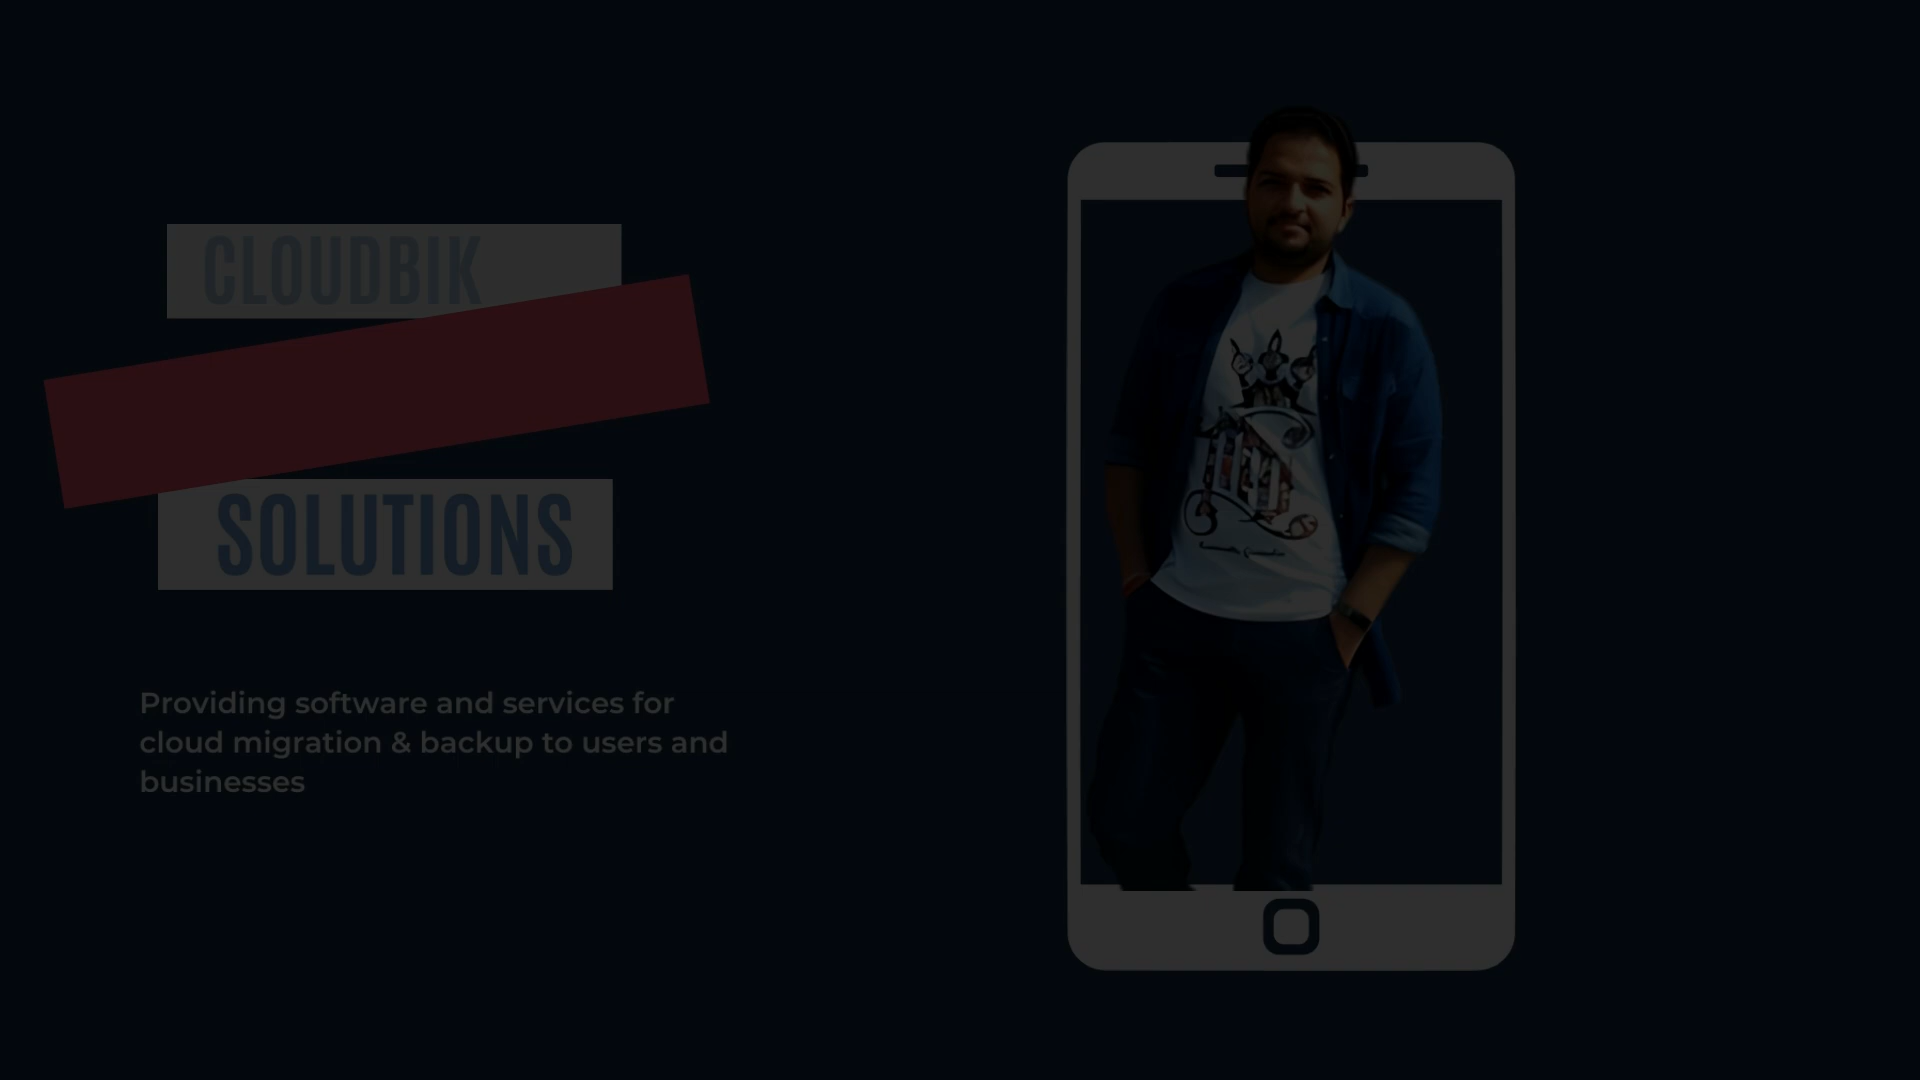 CLOUDBIK
SOLUTIONS
Providing software and services for
cloud migration & backup to users and
businesses